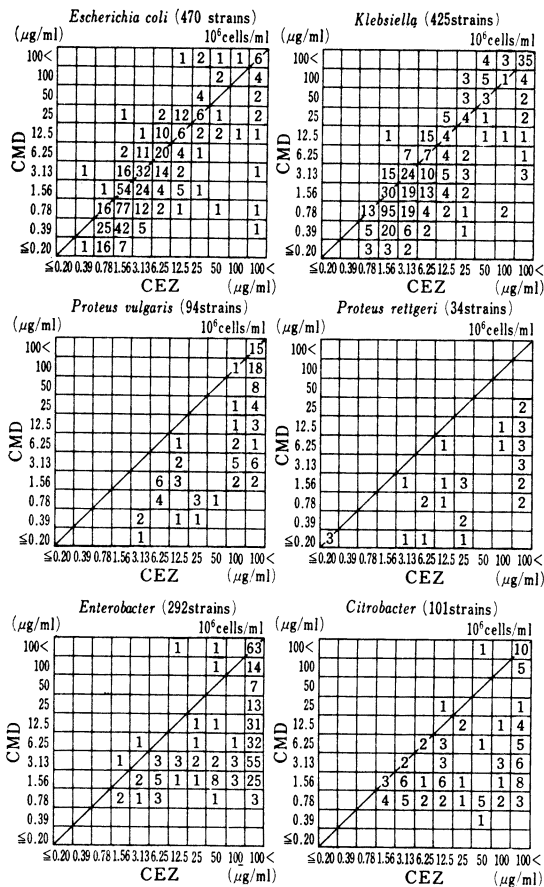 Escherichia coli (470 strains)
(μg/ml) 10⁶cells/ml
100< 1 2 1 1 6
100 2 4
50 4 2
25 1 2 12 6 1 2
12.5 1 10 6 2 2 1 1
6.25 2 11 20 4 1
3.13 1 16 32 14 2 1
1.56 1 54 24 4 5 1
0.78 16 77 12 2 1 1 1
0.39 25 42 5 1
≦0.20 1 16 7
CMD
≦0.20 0.39 0.78 1.56 3.13 6.25 12.5 25 50 100 100<
CEZ (μg/ml)
Klebsiella (425strains)
(μg/ml) 10⁶cells/ml
100< 4 3 35
100 3 5 1 4
50 3 3 2
25 5 4 1 2
12.5 1 15 4 1 1 1
6.25 7 7 4 2 1
3.13 15 24 10 5 3 3
1.56 30 19 13 4 2
0.78 13 95 19 4 2 1 2
0.39 5 20 6 2 1
≦0.20 3 3 2
CMD
≦0.20 0.39 0.78 1.56 3.13 6.25 12.5 25 50 100 100<
CEZ (μg/ml)
Proteus vulgaris (94strains)
(μg/ml) 10⁶cells/ml
100< 15
100 1 18
50 8
25 1 4
12.5 1 3
6.25 1 2 1
3.13 2 5 6
1.56 6 3 2 2
0.78 4 3 1
0.39 2 1 1
≦0.20 1
CMD
≦0.20 0.39 0.78 1.56 3.13 6.25 12.5 25 50 100 100<
CEZ (μg/ml)
Proteus rettgeri (34strains)
(μg/ml) 10⁶cells/ml
100<
100
50
25 2
12.5 1 3
6.25 1 1 3
3.13 3
1.56 1 1 3 2
0.78 2 1 2
0.39 2
≦0.20 3 1 1 1
CMD
≦0.20 0.39 0.78 1.56 3.13 6.25 12.5 25 50 100 100<
CEZ (μg/ml)
Enterobacter (292strains)
(μg/ml) 10⁶cells/ml
100< 1 1 63
100 1 14
50 7
25 13
12.5 1 1 31
6.25 1 1 1 32
3.13 1 3 3 2 2 3 55
1.56 2 5 1 1 8 3 25
0.78 2 1 3 1 3
0.39
≦0.20
CMD
≦0.20 0.39 0.78 1.56 3.13 6.25 12.5 25 50 100 100<
CEZ (μg/ml)
Citrobacter (101strains)
(μg/ml) 10⁶cells/ml
100< 1 10
100 5
50
25 1 1
12.5 2 1 4
6.25 2 3 1 5
3.13 2 3 3 6
1.56 3 6 1 6 1 1 8
0.78 4 5 2 2 1 5 2 3
0.39 1
≦0.20
CMD
≦0.20 0.39 0.78 1.56 3.13 6.25 12.5 25 50 100 100<
CEZ (μg/ml)